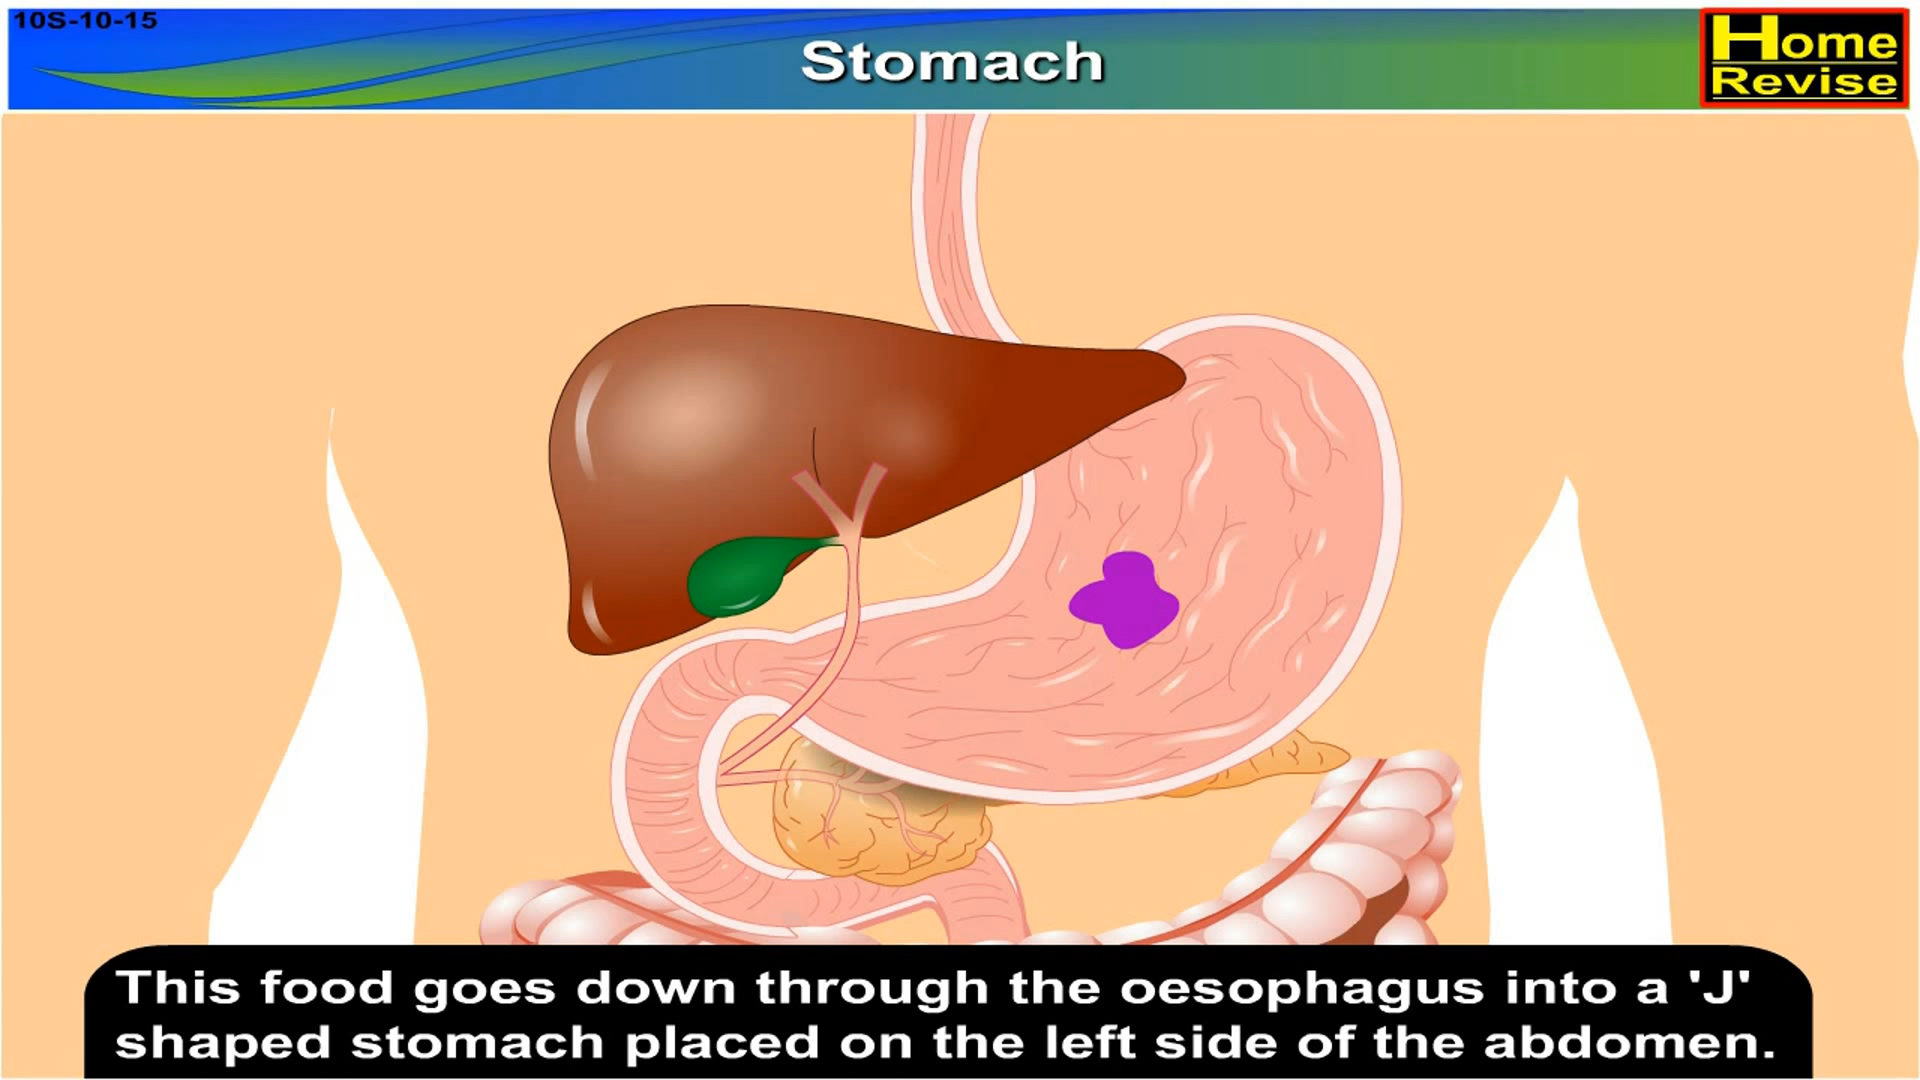 10S-10-15
Stomach
Home
Revise
This food goes down through the oesophagus into a 'J'
shaped stomach placed on the left side of the abdomen.